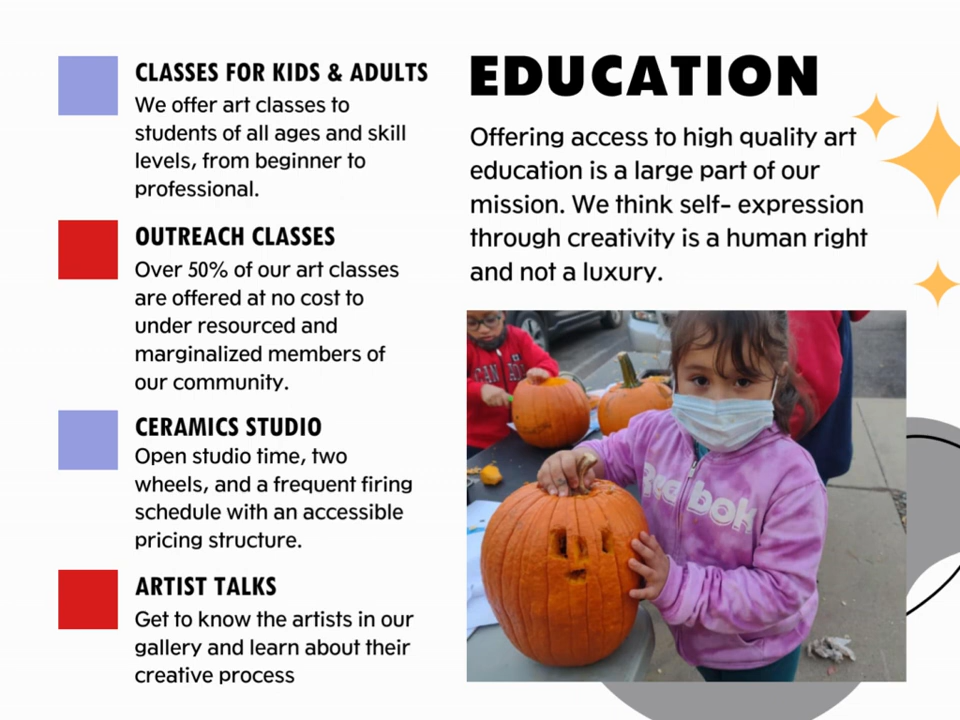 CLASSES FOR KIDS & ADULTS
We offer art classes to
students of all ages and skill
levels, from beginner to
professional.
OUTREACH CLASSES
Over 50% of our art classes
are offered at no cost to
under resourced and
marginalized members of
our community.
CERAMICS STUDIO
Open studio time, two
wheels, and a frequent firing
schedule with an accessible
pricing structure.
ARTIST TALKS
Get to know the artists in our
gallery and learn about their
creative process
EDUCATION
Offering access to high quality art
education is a large part of our
mission. We think self- expression
through creativity is a human right
and not a luxury.
Reebok